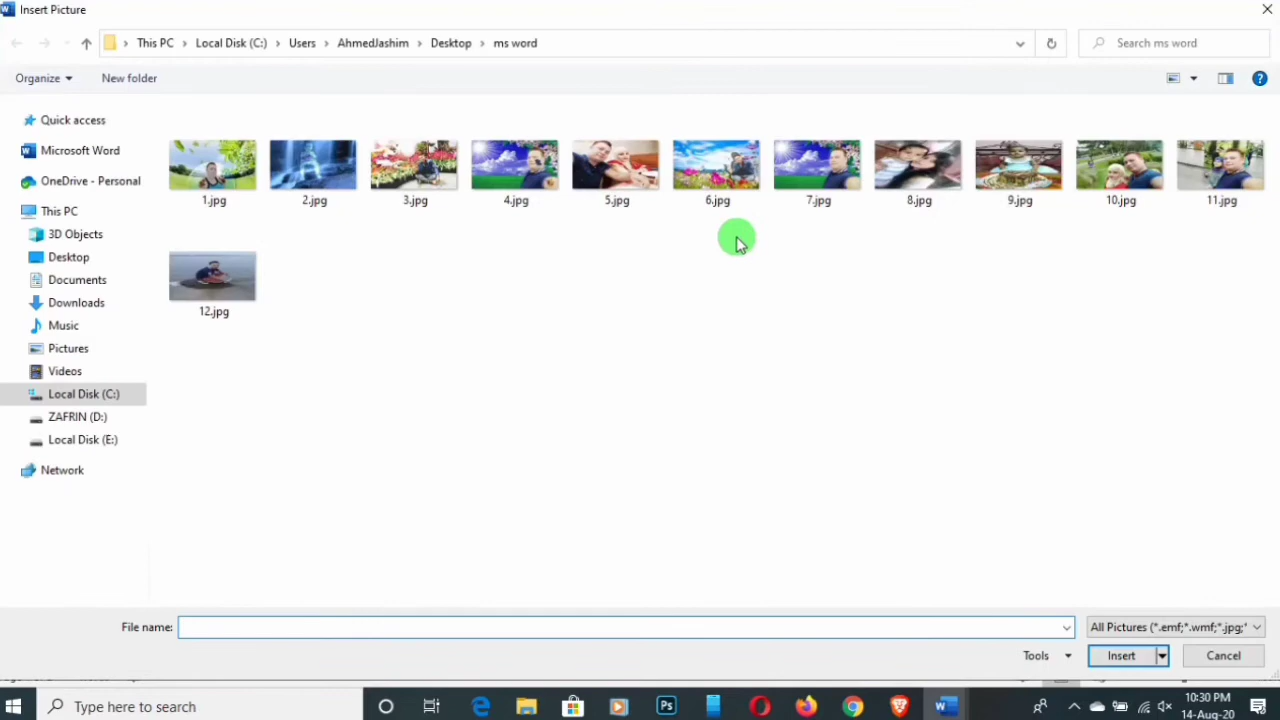 Insert Picture
This PC > Local Disk (C:) > Users > AhmedJashim > Desktop > ms word
Search ms word
Organize
New folder
Quick access
Microsoft Word
OneDrive - Personal
This PC
3D Objects
Desktop
Documents
Downloads
Music
Pictures
Videos
Local Disk (C:)
ZAFRIN (D:)
Local Disk (E:)
Network
1.jpg
2.jpg
3.jpg
4.jpg
5.jpg
6.jpg
7.jpg
8.jpg
9.jpg
10.jpg
11.jpg
12.jpg
File name:
All Pictures (*.emf;*.wmf;*.jpg;*
Tools
Insert
Cancel
Type here to search
Ps
10:30 PM
14-Aug-20